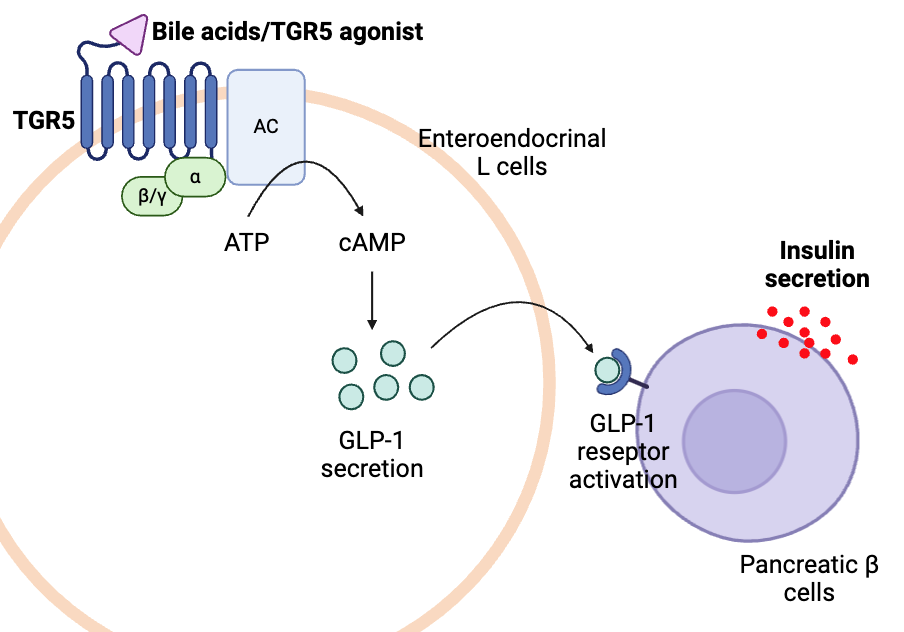 Bile acids/TGR5 agonist
TGR5
AC
Enteroendocrinal
L cells
α
β/γ
ATP
cAMP
Insulin
secretion
GLP-1
secretion
GLP-1
reseptor
activation
Pancreatic β
cells